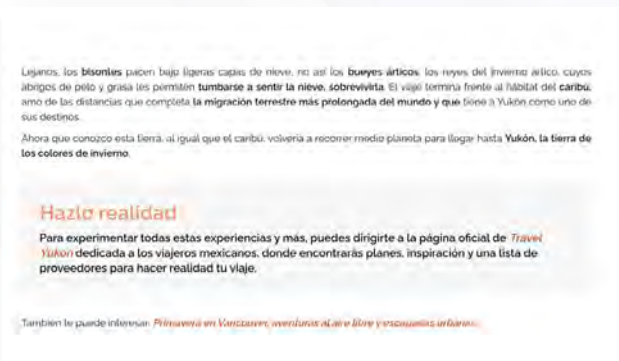 Lejanos, los bisontes pacen bajo ligeras capas de nieve, no así los bueyes árticos, los reyes del invierno ártico, cuyos
abrigos de pelo y grasa les permiten tumbarse a sentir la nieve, sobrevivirla. El viaje termina frente al hábitat del caribú,
amo de las distancias que completa la migración terrestre más prolongada del mundo y que tiene a Yukón como uno de
sus destinos.
Ahora que conozco esta tierra, al igual que el caribú, volvería a recorrer medio planeta para llegar hasta Yukón, la tierra de
los colores de invierno.
Hazlo realidad
Para experimentar todas estas experiencias y más, puedes dirigirte a la página oficial de Travel
Yukon dedicada a los viajeros mexicanos, donde encontrarás planes, inspiración y una lista de
proveedores para hacer realidad tu viaje.
También te puede interesar: Primavera en Vancouver, aventuras al aire libre y escapadas urbanas.